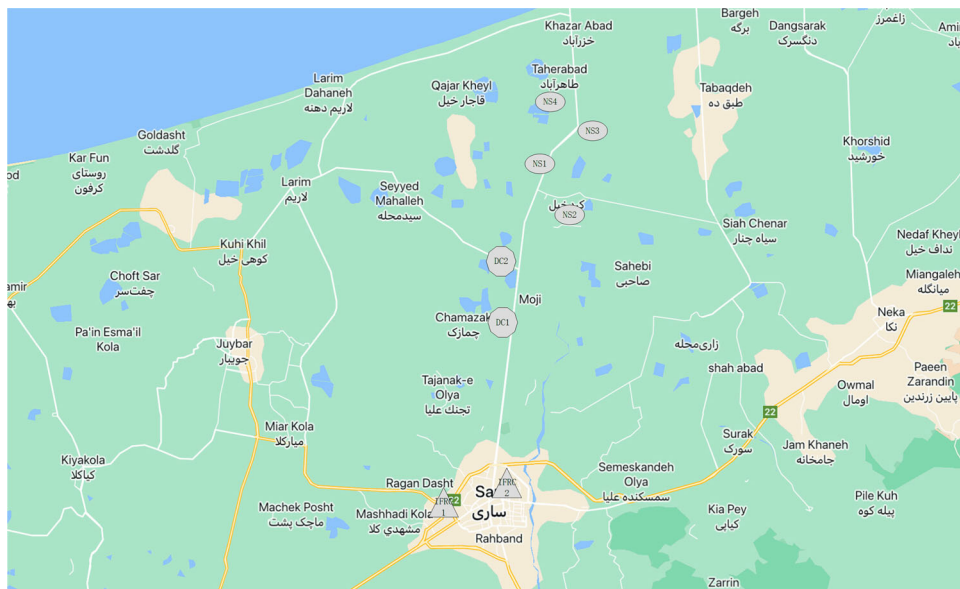 Khazar Abad
خزرآباد
Bargeh
برگه
Dangsarak
دنگسرک
زاغمرز
Taherabad
طاهرآباد
Larim
Dahaneh
لاریم دهنه
Qajar Kheyl
قاجار خیل
Tabaqdeh
طبق ده
NS4
NS3
Goldasht
گلدشت
Khorshid
خورشید
Kar Fun
روستای
کرفون
NS1
Larim
لاریم
Seyyed
Mahalleh
سیدمحله
NS2
Siah Chenar
سیاه چنار
Nedaf Kheyl
نداف خیل
Kuhi Khil
کوهی خیل
DC2
Sahebi
صاحبی
Choft Sar
چفت‌سر
Miangaleh
میانگله
22
Moji
Chamazak
چمازک
DC1
Neka
نکا
Pa'in Esma'il
Kola
Juybar
جویبار
زاری‌محله
shah abad
Paeen
Zarandin
پایین زرندین
Tajanak-e
Olya
تجنک علیا
Owmal
اومال
22
Miar Kola
میارکلا
Surak
سورک
Jam Khaneh
جامخانه
Kiyakola
کیاکلا
Semeskandeh
Olya
سمسکنده علیا
Ragan Dasht
IFRC
2
IFRC
1
22
ساری
Machek Posht
ماچک پشت
Mashhadi Kola
مشهدي کلا
Kia Pey
کیاپی
Pile Kuh
پیله کوه
Rahband
Zarrin